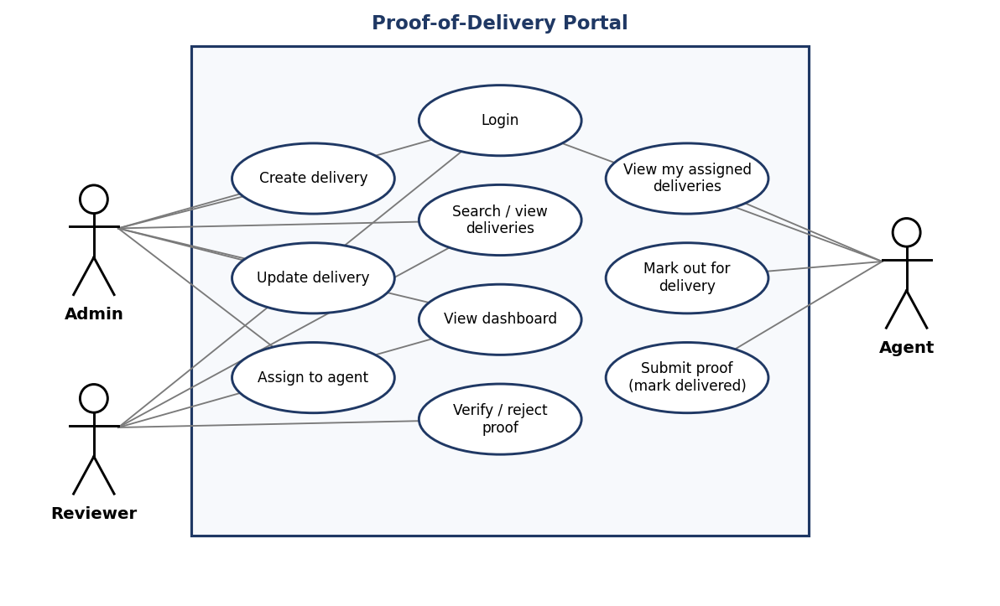 Proof-of-Delivery Portal
Login
Create delivery
View my assigned
deliveries
Search / view
deliveries
Update delivery
Mark out for
delivery
Admin
View dashboard
Agent
Assign to agent
Submit proof
(mark delivered)
Verify / reject
proof
Reviewer